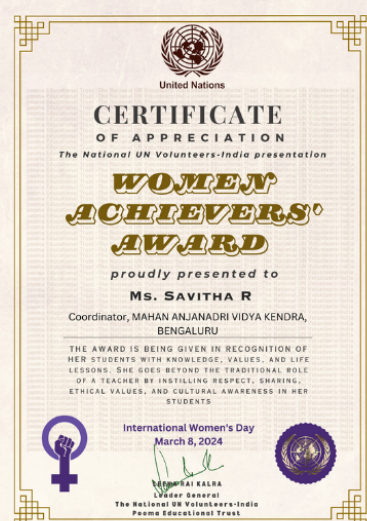 United Nations
CERTIFICATE
OF APPRECIATION
The National UN Volunteers-India presentation
WOMEN
ACHIEVERS'
AWARD
proudly presented to
Ms. Savitha R
Coordinator, MAHAN ANJANADRI VIDYA KENDRA,
BENGALURU
THE AWARD IS BEING GIVEN IN RECOGNITION OF
HER STUDENTS WITH KNOWLEDGE, VALUES, AND LIFE
LESSONS. SHE GOES BEYOND THE TRADITIONAL ROLE
OF A TEACHER BY INSTILLING RESPECT, SHARING,
ETHICAL VALUES, AND CULTURAL AWARENESS IN HER
STUDENTS
International Women's Day
March 8, 2024
RAI KALRA
Leader General
The National UN Volunteers-India
Pooma Educational Trust